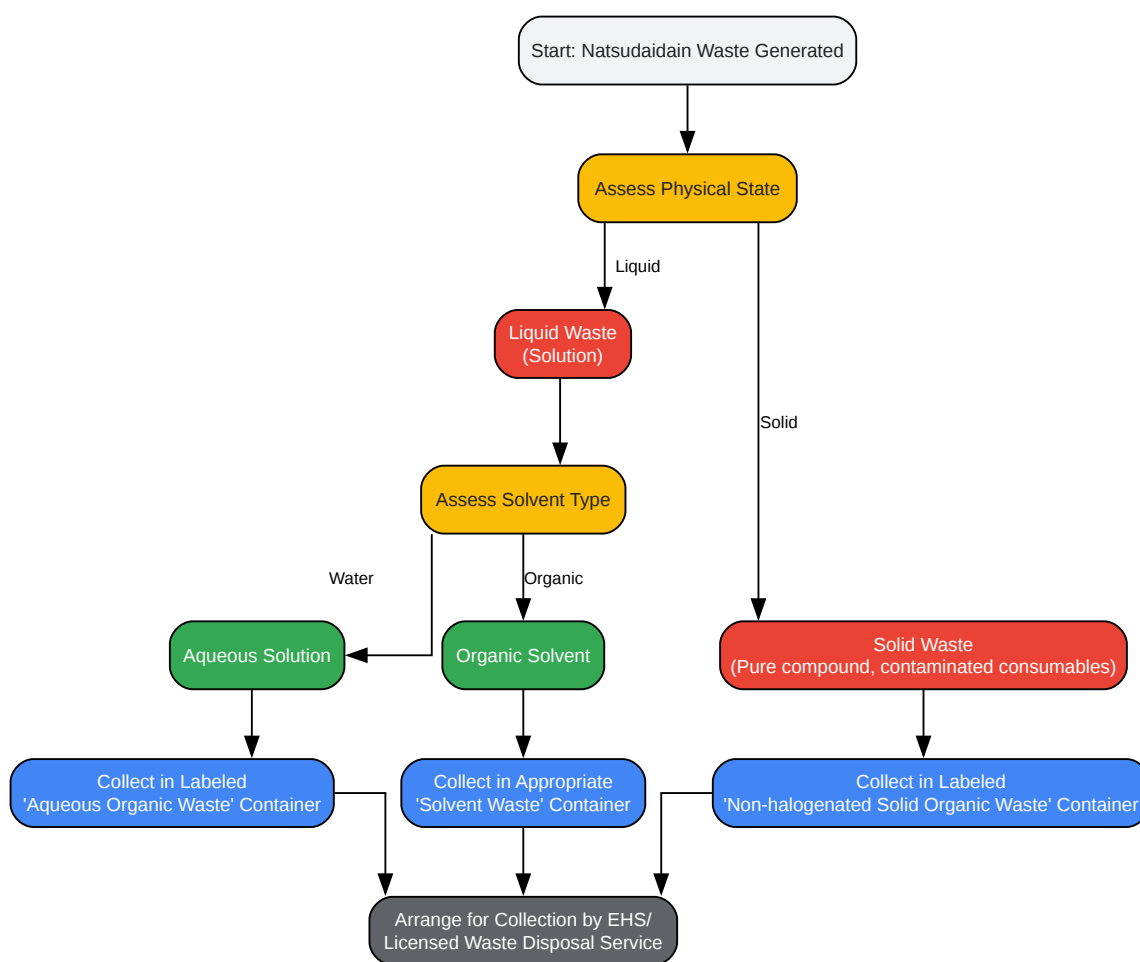 Start: Natsudaidain Waste Generated
Assess Physical State
Liquid
Liquid Waste
(Solution)
Solid
Assess Solvent Type
Water
Organic
Aqueous Solution
Organic Solvent
Solid Waste
(Pure compound, contaminated consumables)
Collect in Labeled
'Aqueous Organic Waste' Container
Collect in Appropriate
'Solvent Waste' Container
Collect in Labeled
'Non-halogenated Solid Organic Waste' Container
Arrange for Collection by EHS/
Licensed Waste Disposal Service